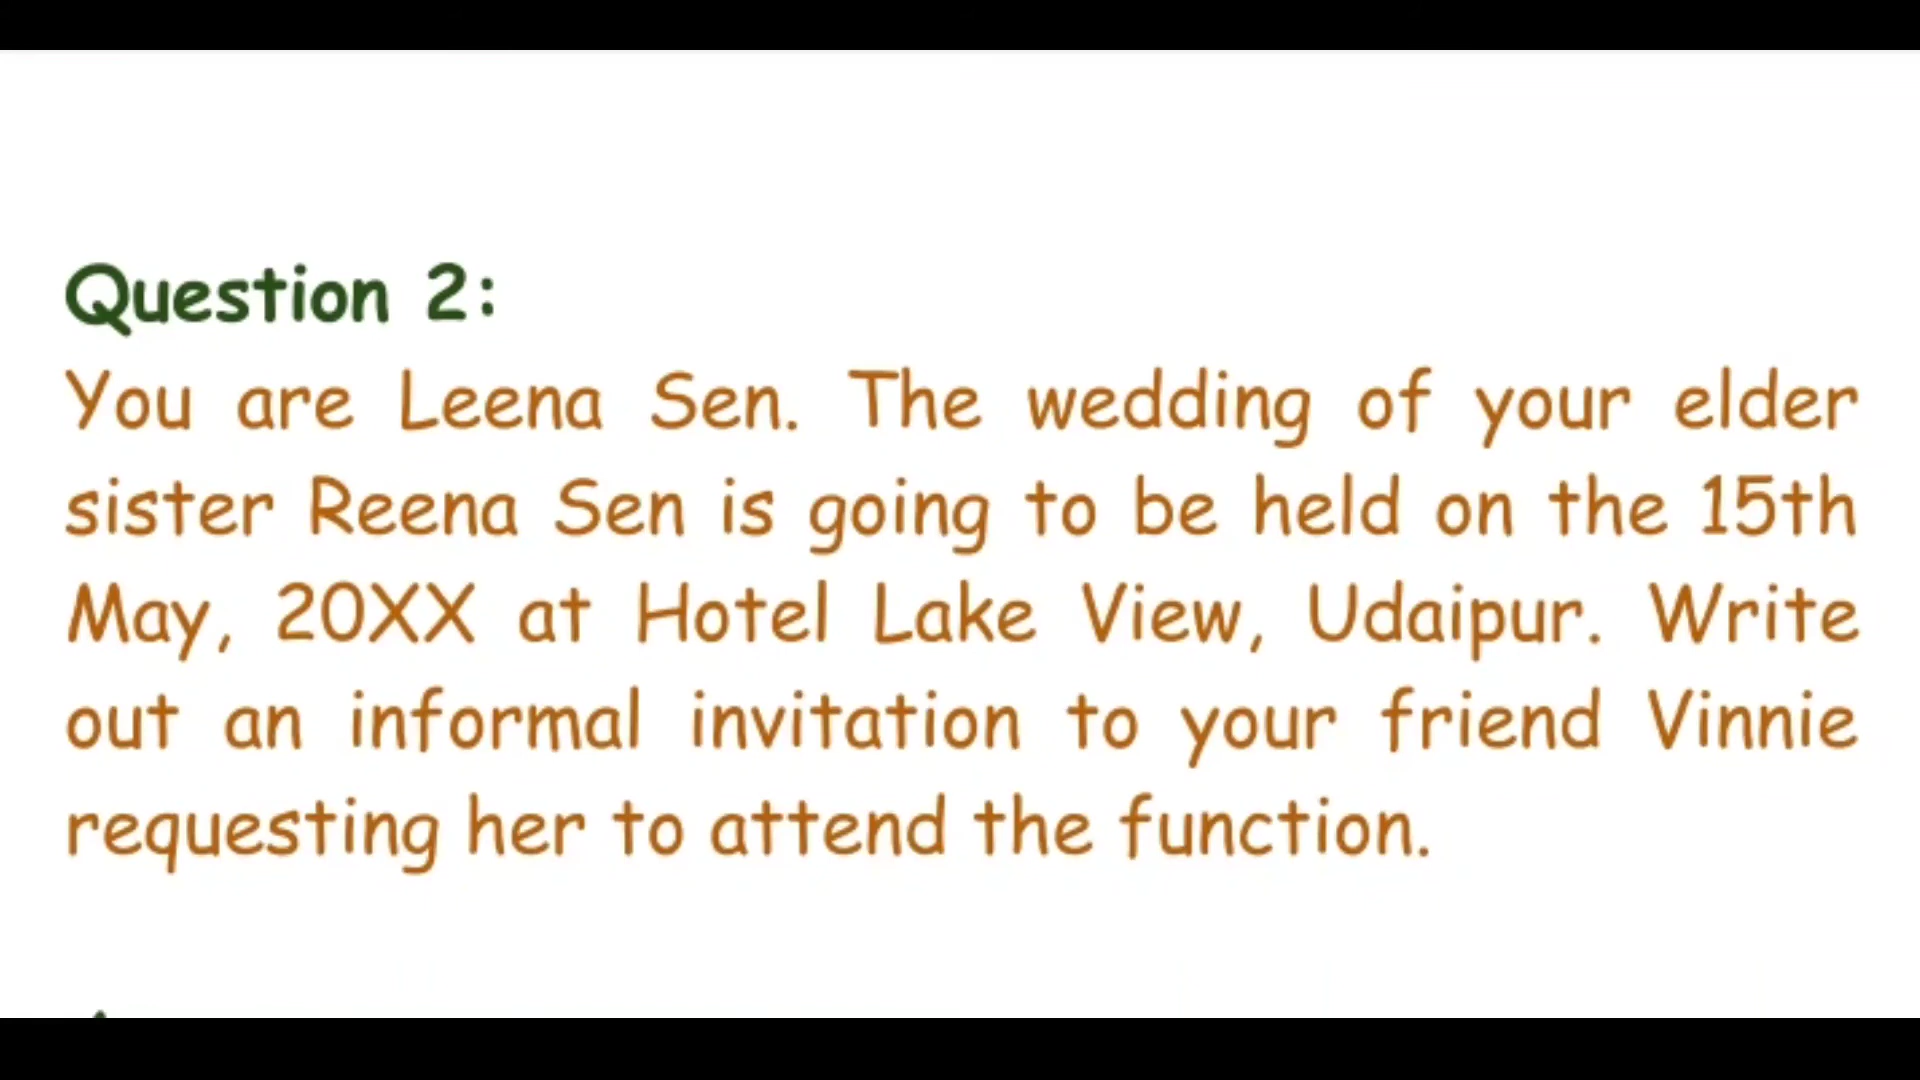 Question 2:
You are Leena Sen. The wedding of your elder
sister Reena Sen is going to be held on the 15th
May, 20XX at Hotel Lake View, Udaipur. Write
out an informal invitation to your friend Vinnie
requesting her to attend the function.